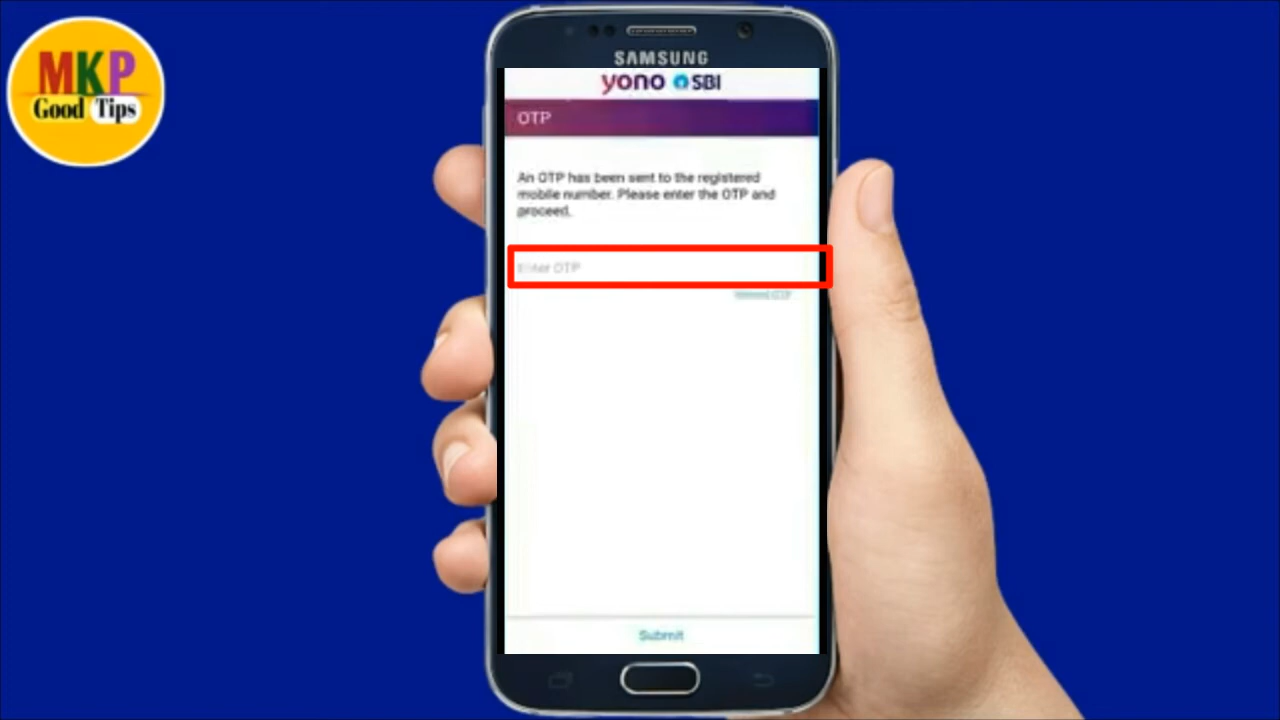 MKP
Good Tips
SAMSUNG
yono SBI
OTP
An OTP has been sent to the registered
mobile number. Please enter the OTP and
proceed.
Enter OTP
Submit